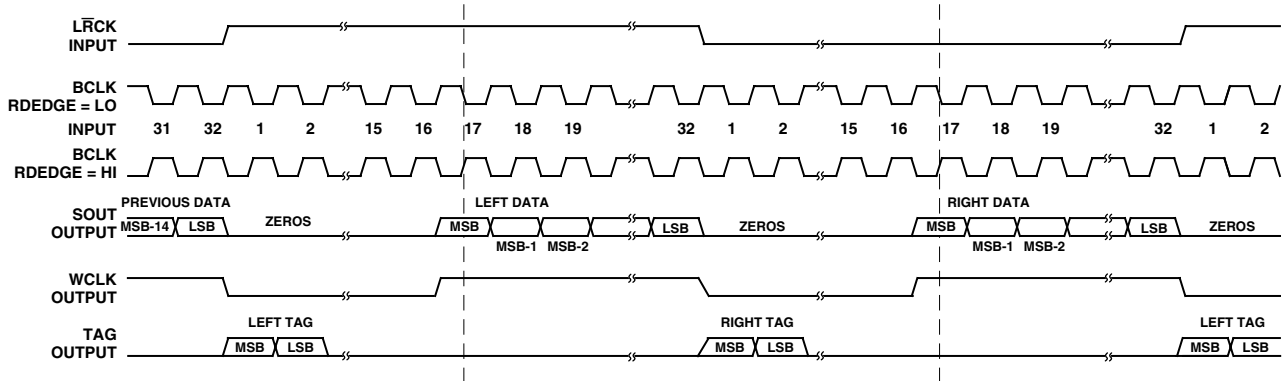 LR̅CK
INPUT
BCLK
RDEDGE = LO
INPUT 31 32 1 2 15 16 17 18 19 32 1 2 15 16 17 18 19 32 1 2
BCLK
RDEDGE = HI
PREVIOUS DATA LEFT DATA RIGHT DATA
SOUT
OUTPUT
MSB-14 LSB ZEROS MSB LSB ZEROS MSB LSB ZEROS
MSB-1 MSB-2 MSB-1 MSB-2
WCLK
OUTPUT
LEFT TAG RIGHT TAG LEFT TAG
TAG
OUTPUT
MSB LSB MSB LSB MSB LSB